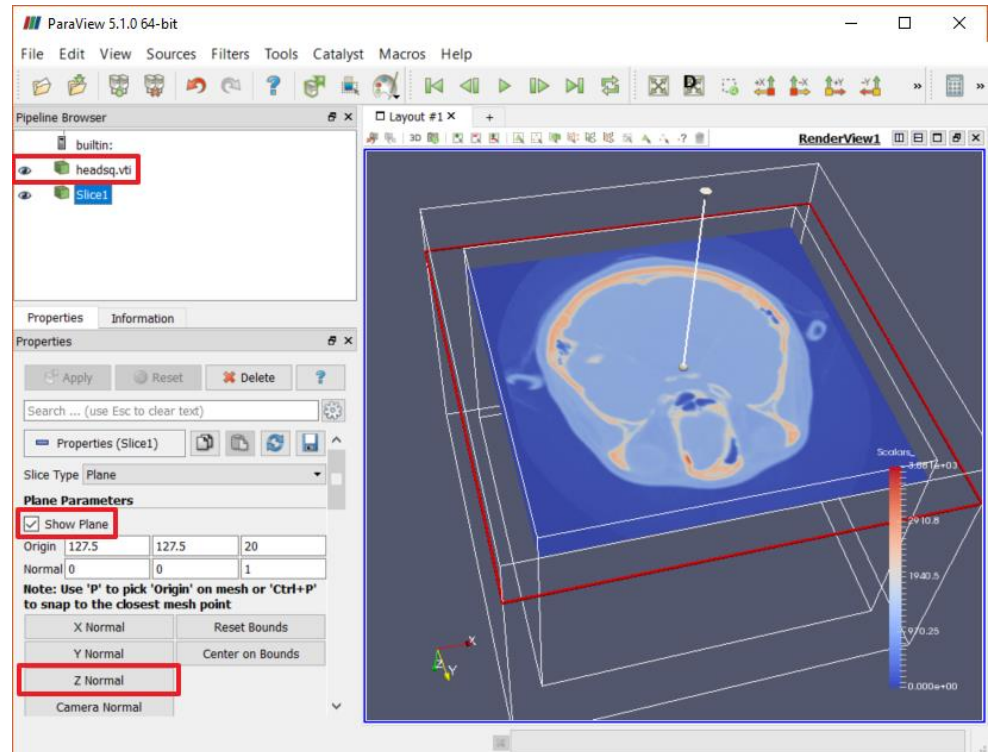 ParaView 5.1.0 64-bit
File Edit View Sources Filters Tools Catalyst Macros Help
Pipeline Browser
Layout #1
3D
RenderView1
builtin:
headsq.vti
Slice1
Properties Information
Properties
Apply Reset Delete ?
Search ... (use Esc to clear text)
Properties (Slice1)
Slice Type Plane
Plane Parameters
Show Plane
Origin 127.5 127.5 20
Normal 0 0 1
Note: Use 'P' to pick 'Origin' on mesh or 'Ctrl+P'
to snap to the closest mesh point
X Normal Reset Bounds
Y Normal Center on Bounds
Z Normal
Camera Normal
Scalars_
2910.8
1940.5
970.25
0.000e+00
X
Y
Z